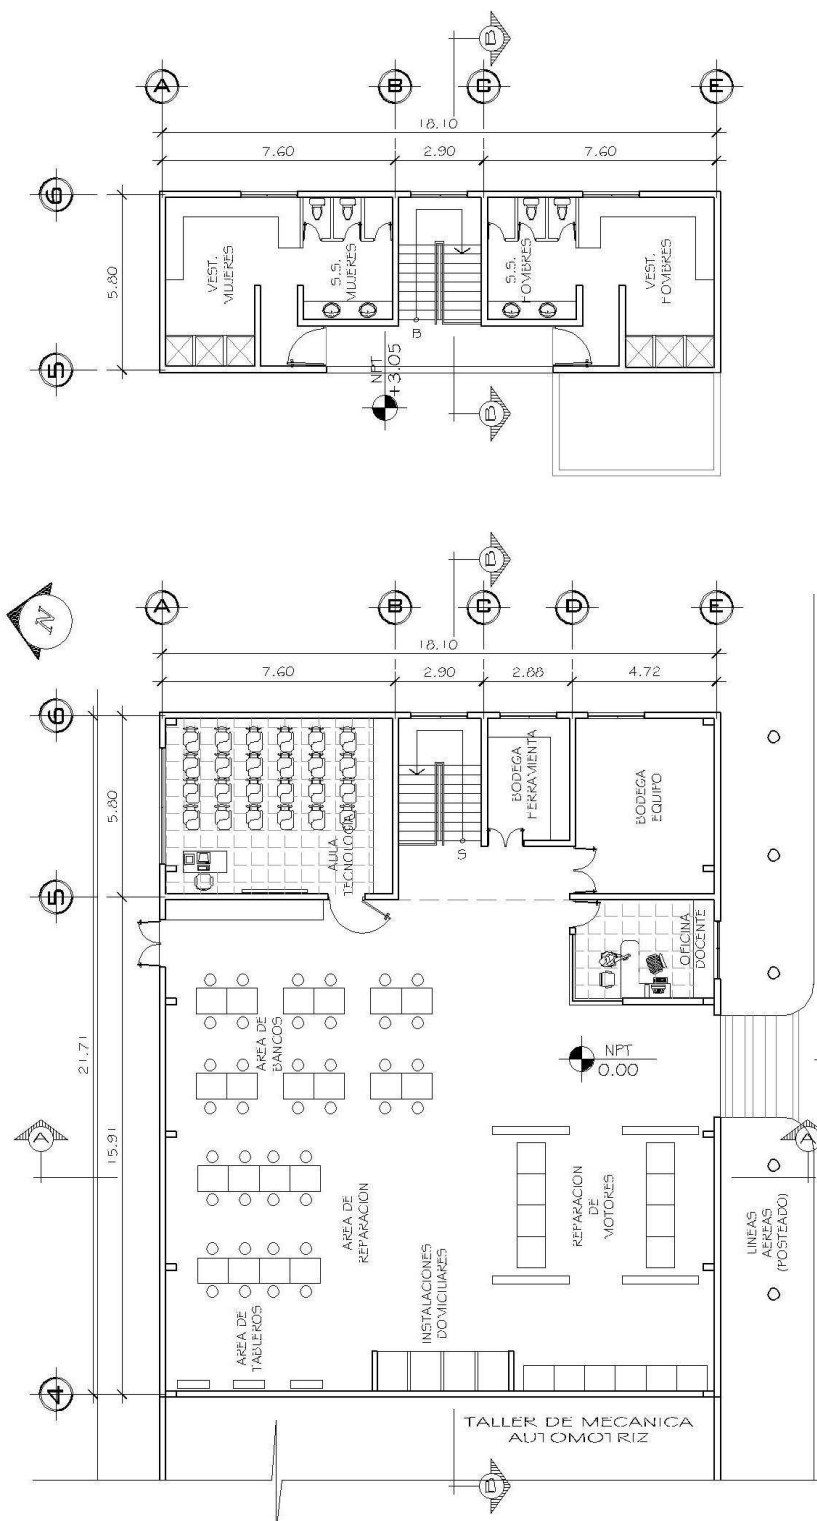 B
A
B
C
E
18.10
7.60
2.90
7.60
6
5.80
5
VEST.
MUJERES
S.S.
MUJERES
S.S.
HOMBRES
VEST.
HOMBRES
B
NPT
+3.05
B
N
B
A
B
C
D
E
18.10
7.60
2.90
2.88
4.72
6
5.80
5
21.71
15.91
4
AULA
TECNOLOGIA
S
BODEGA
HERRAMIENTA
BODEGA
EQUIPO
OFICINA
DOCENTE
AREA DE
BANCOS
NPT
0.00
A
A
AREA DE
REPARACION
REPARACION
DE
MOTORES
LINEAS
AEREAS
(POSTEADO)
AREA DE
TABLEROS
INSTALACIONES
DOMICILIARES
TALLER DE MECANICA
AUTOMOTRIZ
B